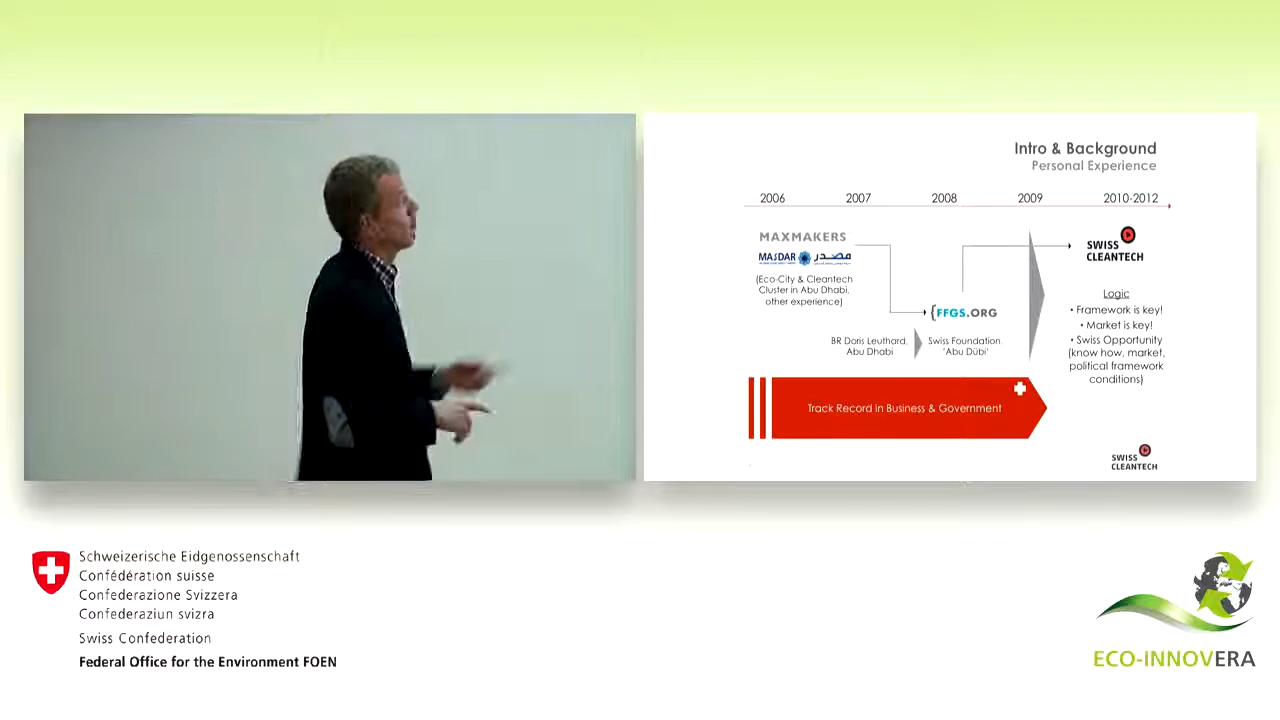 Intro & Background
Personal Experience
2006 2007 2008 2009 2010-2012
MAXMAKERS
MASDAR مصدر
(Eco-City & Cleantech
Cluster in Abu Dhabi,
other experience)
{FFGS.ORG
BR Doris Leuthard,
Abu Dhabi
Swiss Foundation
'Abu Dübi'
SWISS
CLEANTECH
Logic
• Framework is key!
• Market is key!
• Swiss Opportunity
(know how, market,
political framework
conditions)
Track Record in Business & Government
SWISS
CLEANTECH
Schweizerische Eidgenossenschaft
Confédération suisse
Confederazione Svizzera
Confederaziun svizra
Swiss Confederation
Federal Office for the Environment FOEN
ECO-INNOVERA